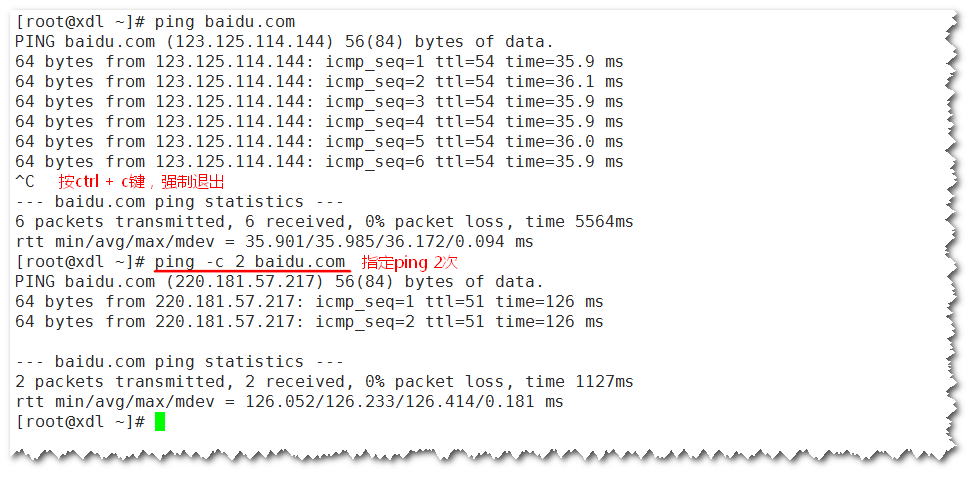 [root@xdl ~]# ping baidu.com
PING baidu.com (123.125.114.144) 56(84) bytes of data.
64 bytes from 123.125.114.144: icmp_seq=1 ttl=54 time=35.9 ms
64 bytes from 123.125.114.144: icmp_seq=2 ttl=54 time=36.1 ms
64 bytes from 123.125.114.144: icmp_seq=3 ttl=54 time=35.9 ms
64 bytes from 123.125.114.144: icmp_seq=4 ttl=54 time=35.9 ms
64 bytes from 123.125.114.144: icmp_seq=5 ttl=54 time=36.0 ms
64 bytes from 123.125.114.144: icmp_seq=6 ttl=54 time=35.9 ms
^C 按ctrl + c键，强制退出
--- baidu.com ping statistics ---
6 packets transmitted, 6 received, 0% packet loss, time 5564ms
rtt min/avg/max/mdev = 35.901/35.985/36.172/0.094 ms
[root@xdl ~]# ping -c 2 baidu.com 指定ping 2次
PING baidu.com (220.181.57.217) 56(84) bytes of data.
64 bytes from 220.181.57.217: icmp_seq=1 ttl=51 time=126 ms
64 bytes from 220.181.57.217: icmp_seq=2 ttl=51 time=126 ms
--- baidu.com ping statistics ---
2 packets transmitted, 2 received, 0% packet loss, time 1127ms
rtt min/avg/max/mdev = 126.052/126.233/126.414/0.181 ms
[root@xdl ~]#